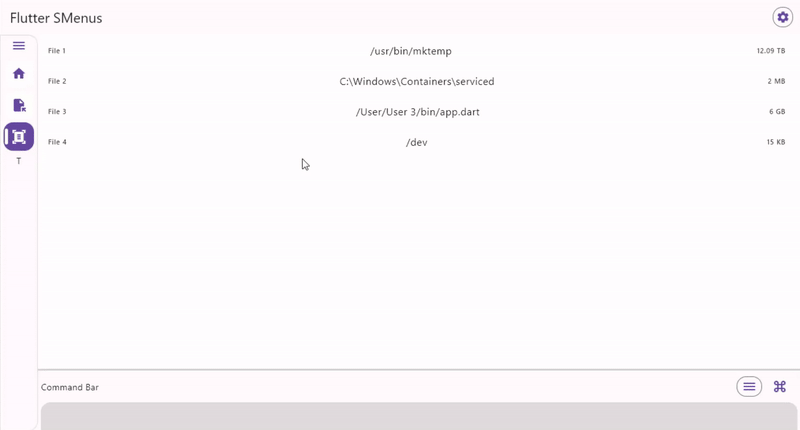 Flutter SMenus
File 1 /usr/bin/mktemp 12.09 TB
File 2 C:\Windows\Containers\serviced 2 MB
File 3 /User/User 3/bin/app.dart 6 GB
File 4 /dev 15 KB
T
Command Bar